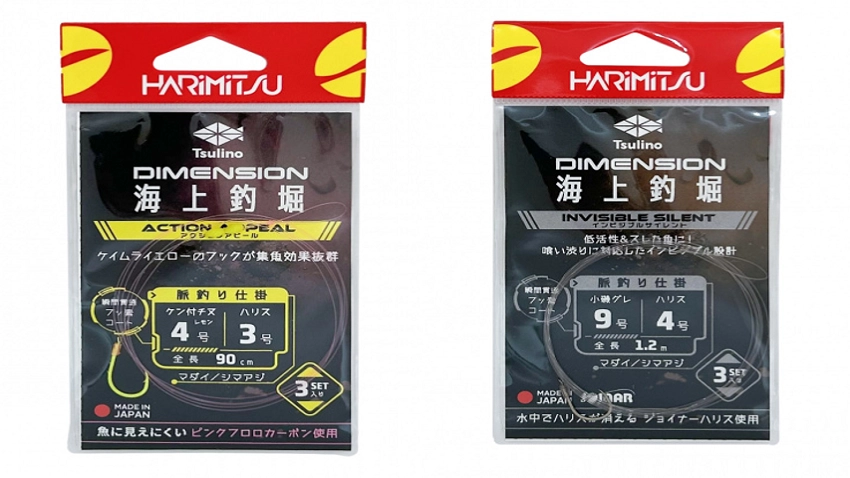 HARIMITSU
Tsulino
DIMENSION
海上釣堀
ACTION APPEAL
アクションアピール
ケイムライエローのフックが集魚効果抜群
脈釣り仕掛
瞬間貫通
フッ素
コート
ケン付チヌ
レモン
4号
ハリス
3号
全長 90cm
マダイ/シマアジ
3 SET
入り
MADE IN
JAPAN
魚に見えにくい ピンクフロロカーボン使用
HARIMITSU
Tsulino
DIMENSION
海上釣堀
INVISIBLE SILENT
インビジブルサイレント
低活性&スレた魚に!
喰い渋りに対応したインビジブル設計
脈釣り仕掛
瞬間貫通
フッ素
コート
小磯グレ
9号
ハリス
4号
全長 1.2m
マダイ/シマアジ
3 SET
入り
MADE IN
JAPAN
水中でハリスが消える ジョイナーハリス使用